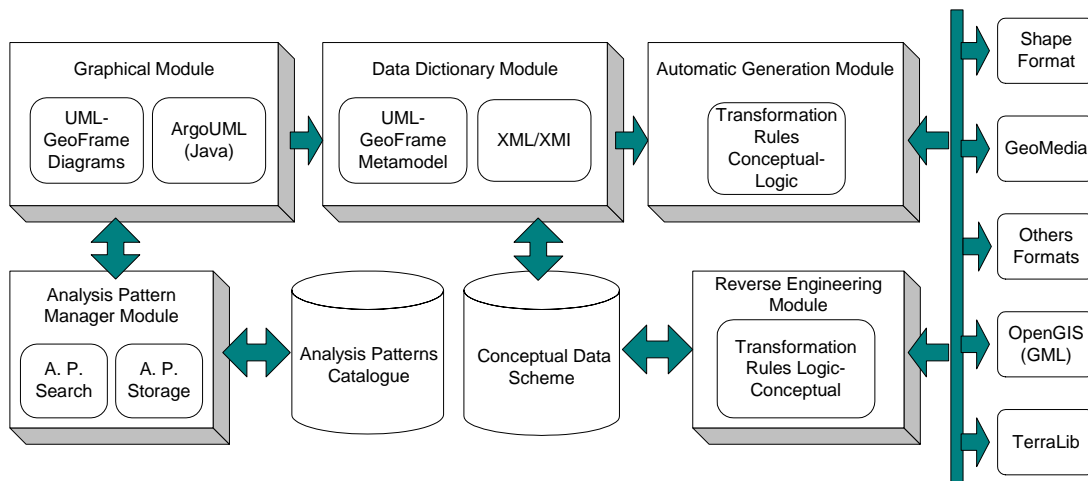 Graphical Module
UML-
GeoFrame
Diagrams
ArgoUML
(Java)
Data Dictionary Module
UML-
GeoFrame
Metamodel
XML/XMI
Automatic Generation Module
Transformation
Rules
Conceptual-
Logic
Shape
Format
GeoMedia
Others
Formats
OpenGIS
(GML)
TerraLib
Analysis Pattern
Manager Module
A. P.
Search
A. P.
Storage
Analysis Patterns
Catalogue
Conceptual Data
Scheme
Reverse Engineering
Module
Transformation
Rules Logic-
Conceptual